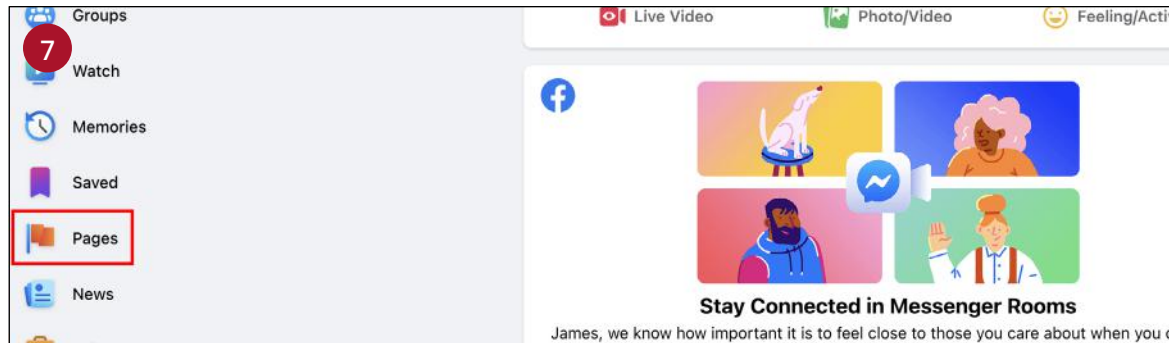 Groups
7
Watch
Memories
Saved
Pages
News
Live Video
Photo/Video
Feeling/Acti
Stay Connected in Messenger Rooms
James, we know how important it is to feel close to those you care about when you